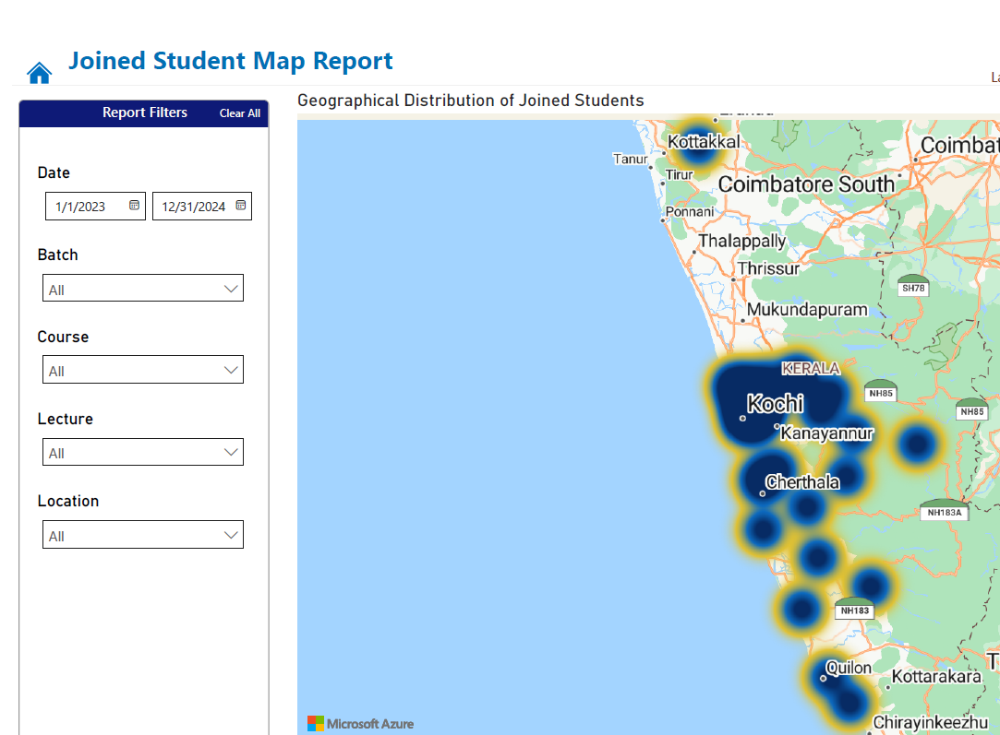 Joined Student Map Report
La
Report Filters
Clear All
Geographical Distribution of Joined Students
Date
1/1/2023
12/31/2024
Batch
All
Course
All
Lecture
All
Location
All
Kottakkal
Coimbat
Tanur
Tirur
Coimbatore South
Ponnani
Thalappally
Thrissur
SH78
Mukundapuram
KERALA
NH85
Kochi
NH85
Kanayannur
Cherthala
NH183A
NH183
T
Quilon
Kottarakara
Chirayinkeezhu
Microsoft Azure